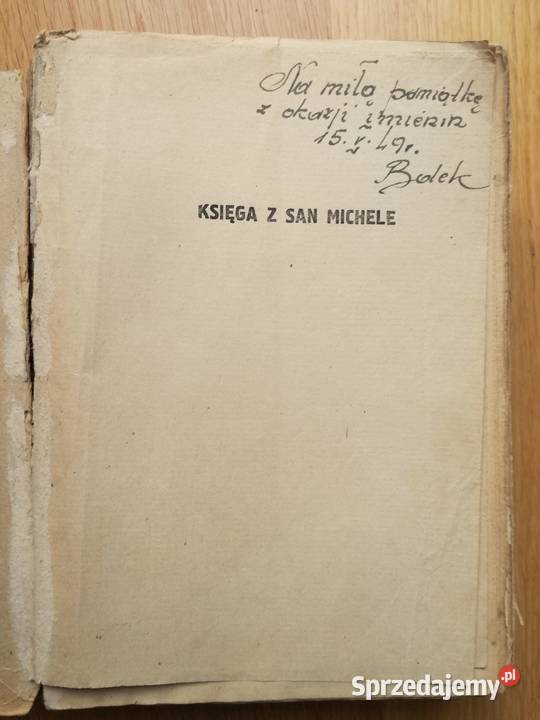 Na miłą pamiątkę
z okazji imienin
15.V.49r.
Bolek
KSIĘGA Z SAN MICHELE
Sprzedajemy.pl